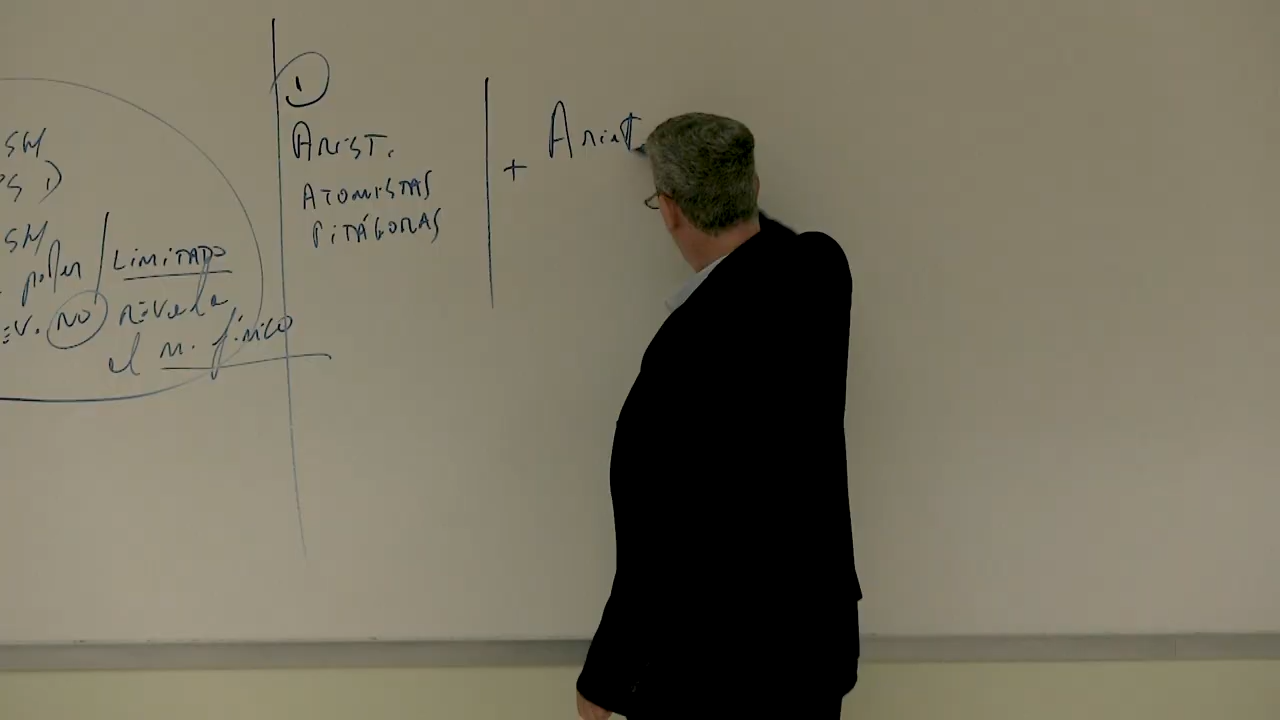 SM
SM
/ LIMITADO
NO REVELA
el M. físico
1
ARIST.
ATOMISTAS
PITÁGORAS
+ Arist.